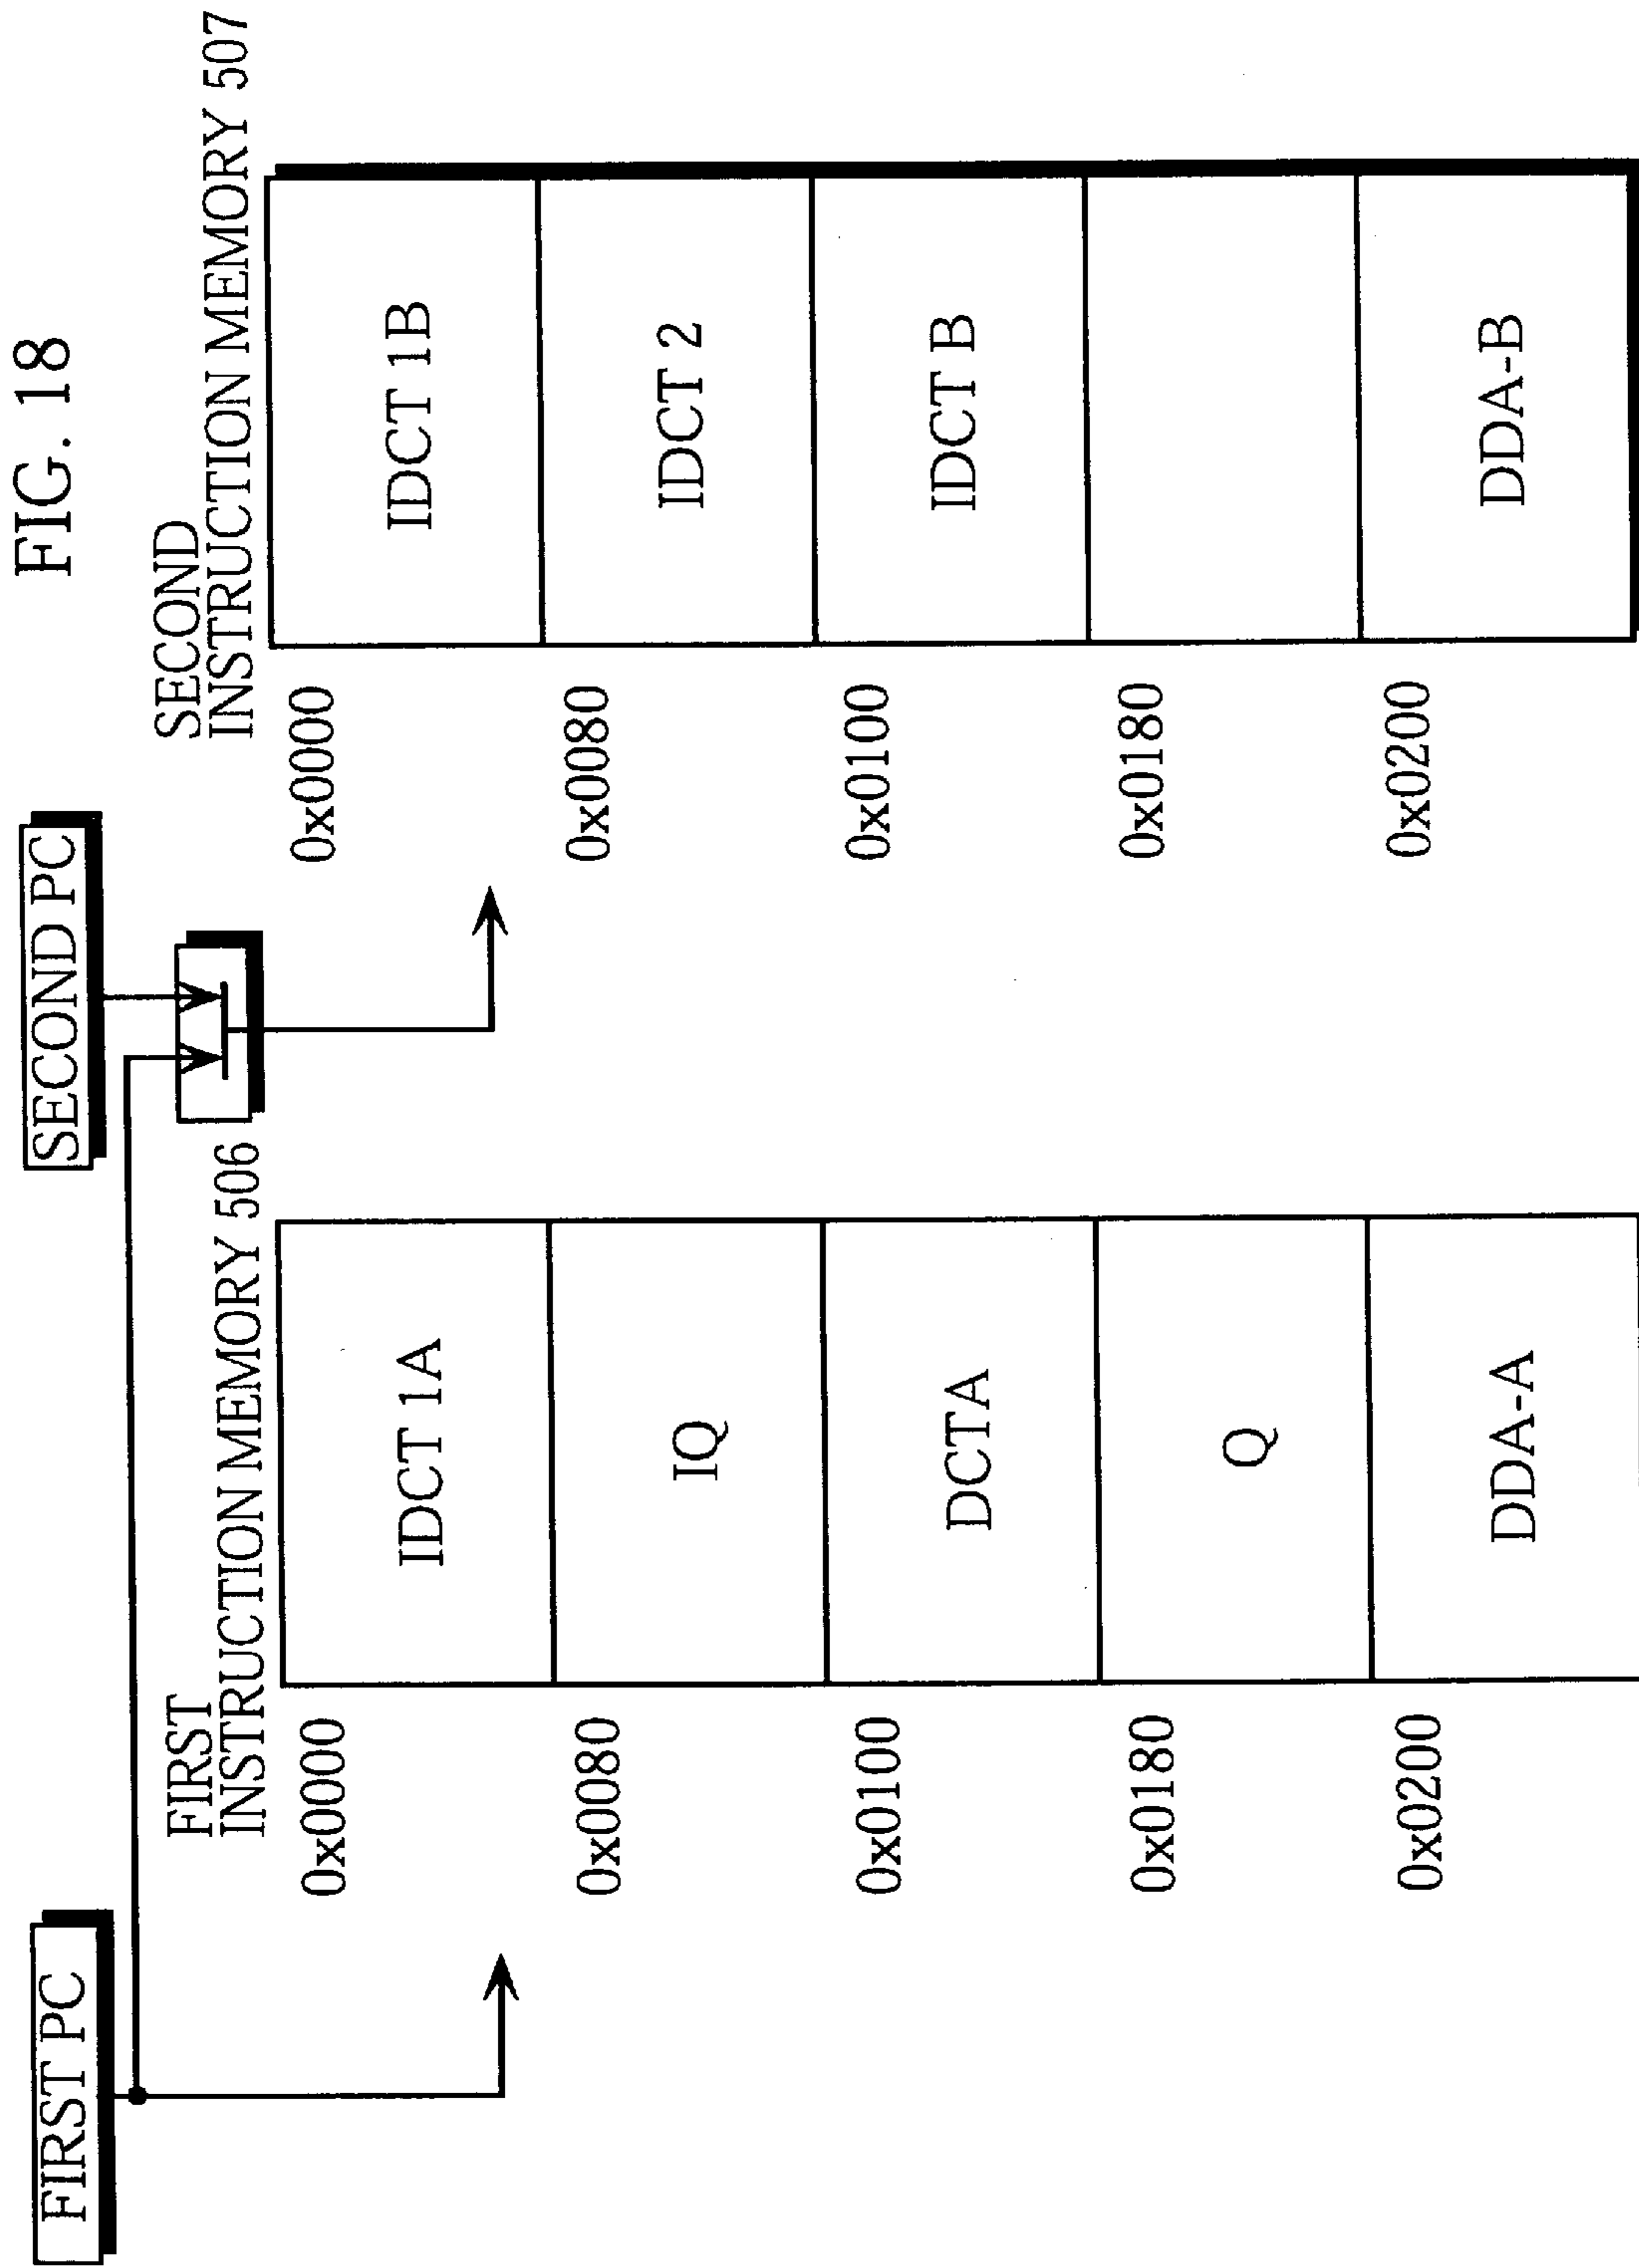 FIG. 18
FIRST PC
SECOND PC
FIRST
INSTRUCTION MEMORY 506
0x0000
IDCT 1A
0x0080
IQ
0x0100
DCTA
0x0180
Q
0x0200
DDA-A
SECOND
INSTRUCTION MEMORY 507
0x0000
IDCT 1B
0x0080
IDCT 2
0x0100
IDCT B
0x0180
0x0200
DDA-B